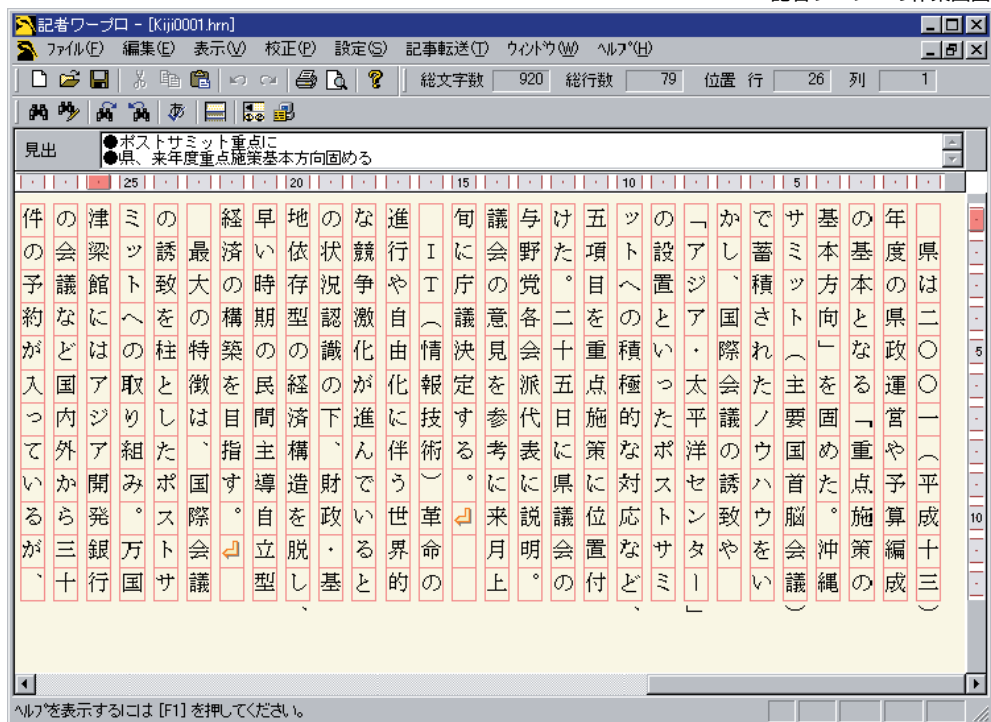 記者ワープロ - [Kiji0001.hrn]
ファイル(F) 編集(E) 表示(V) 校正(P) 設定(S) 記事転送(T) ウィンドウ(W) ヘルプ(H)
総文字数 920 総行数 79 位置 行 26 列 1
見出
●ポストサミット重点に
●県、来年度重点施策基本方向固める
25 20 15 10 5
　県は二〇〇一（平成十三）
年度の県政運営や予算編成
の基本となる「重点施策の
基本方向」を固めた。沖縄
サミット（主要国首脳会議）
で蓄積されたノウハウをい
かし、国際会議の誘致や
「アジア・太平洋センター」
の設置といったポストサミ
ットへの積極的な対応など、
五項目を重点施策に位置付
けた。二十五日に県議会の
与野党各会派代表に説明。
議会の意見を参考に来月上
旬に庁議決定する。
　ＩＴ（情報技術）革命の
進行や自由化に伴う世界的
な競争激化が進んでいると
の状況認識の下、財政・基
地依存型の経済構造を脱し、
早い時期の民間主導自立型
経済の構築を目指す。
　最大の特徴は、国際会議
の誘致を柱としたポストサ
ミットへの取り組み。万国
津梁館にはアジア開発銀行
の会議など国内外から三十
件の予約が入っているが、
5
10
ヘルプを表示するには [F1] を押してください。